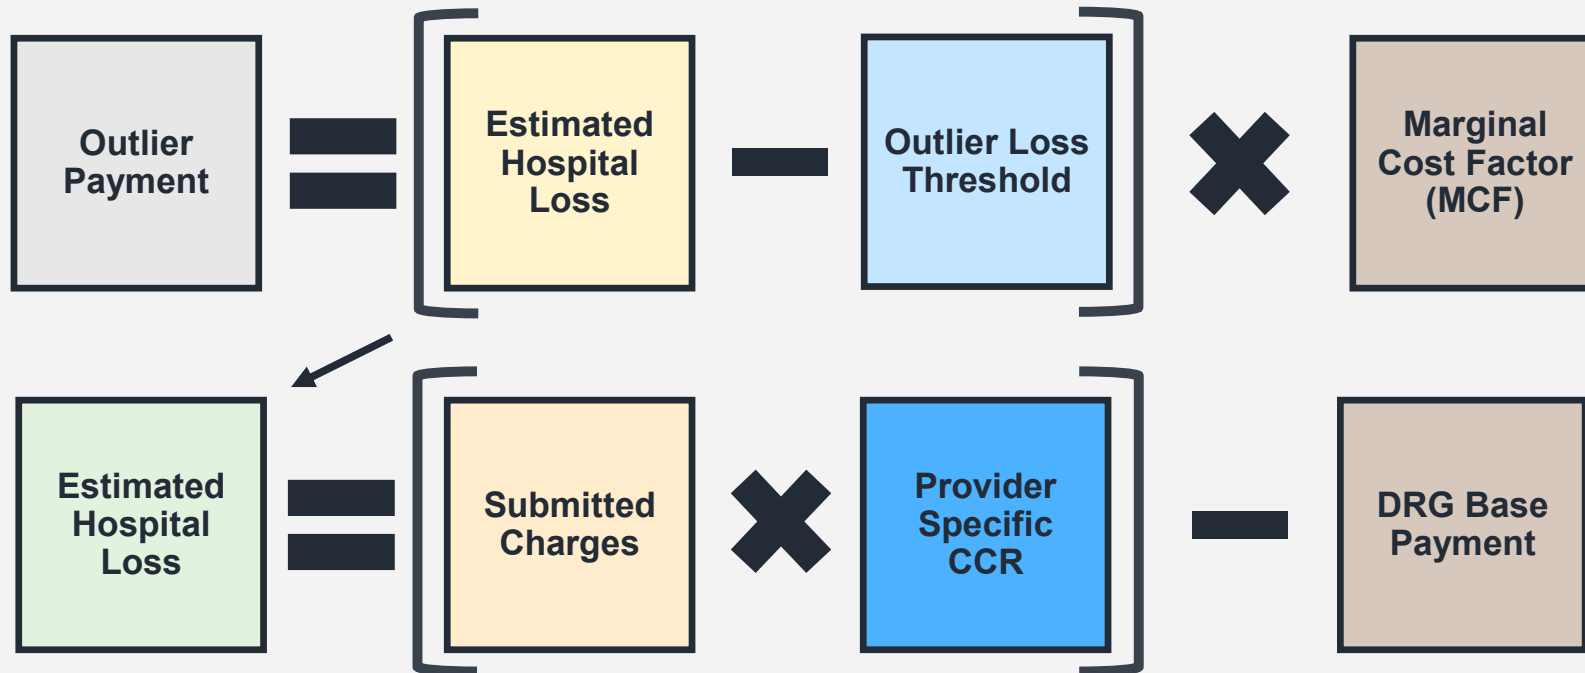 Outlier
Payment
Estimated
Hospital
Loss
Outlier Loss
Threshold
Marginal
Cost Factor
(MCF)
Estimated
Hospital
Loss
Submitted
Charges
Provider
Specific
CCR
DRG Base
Payment